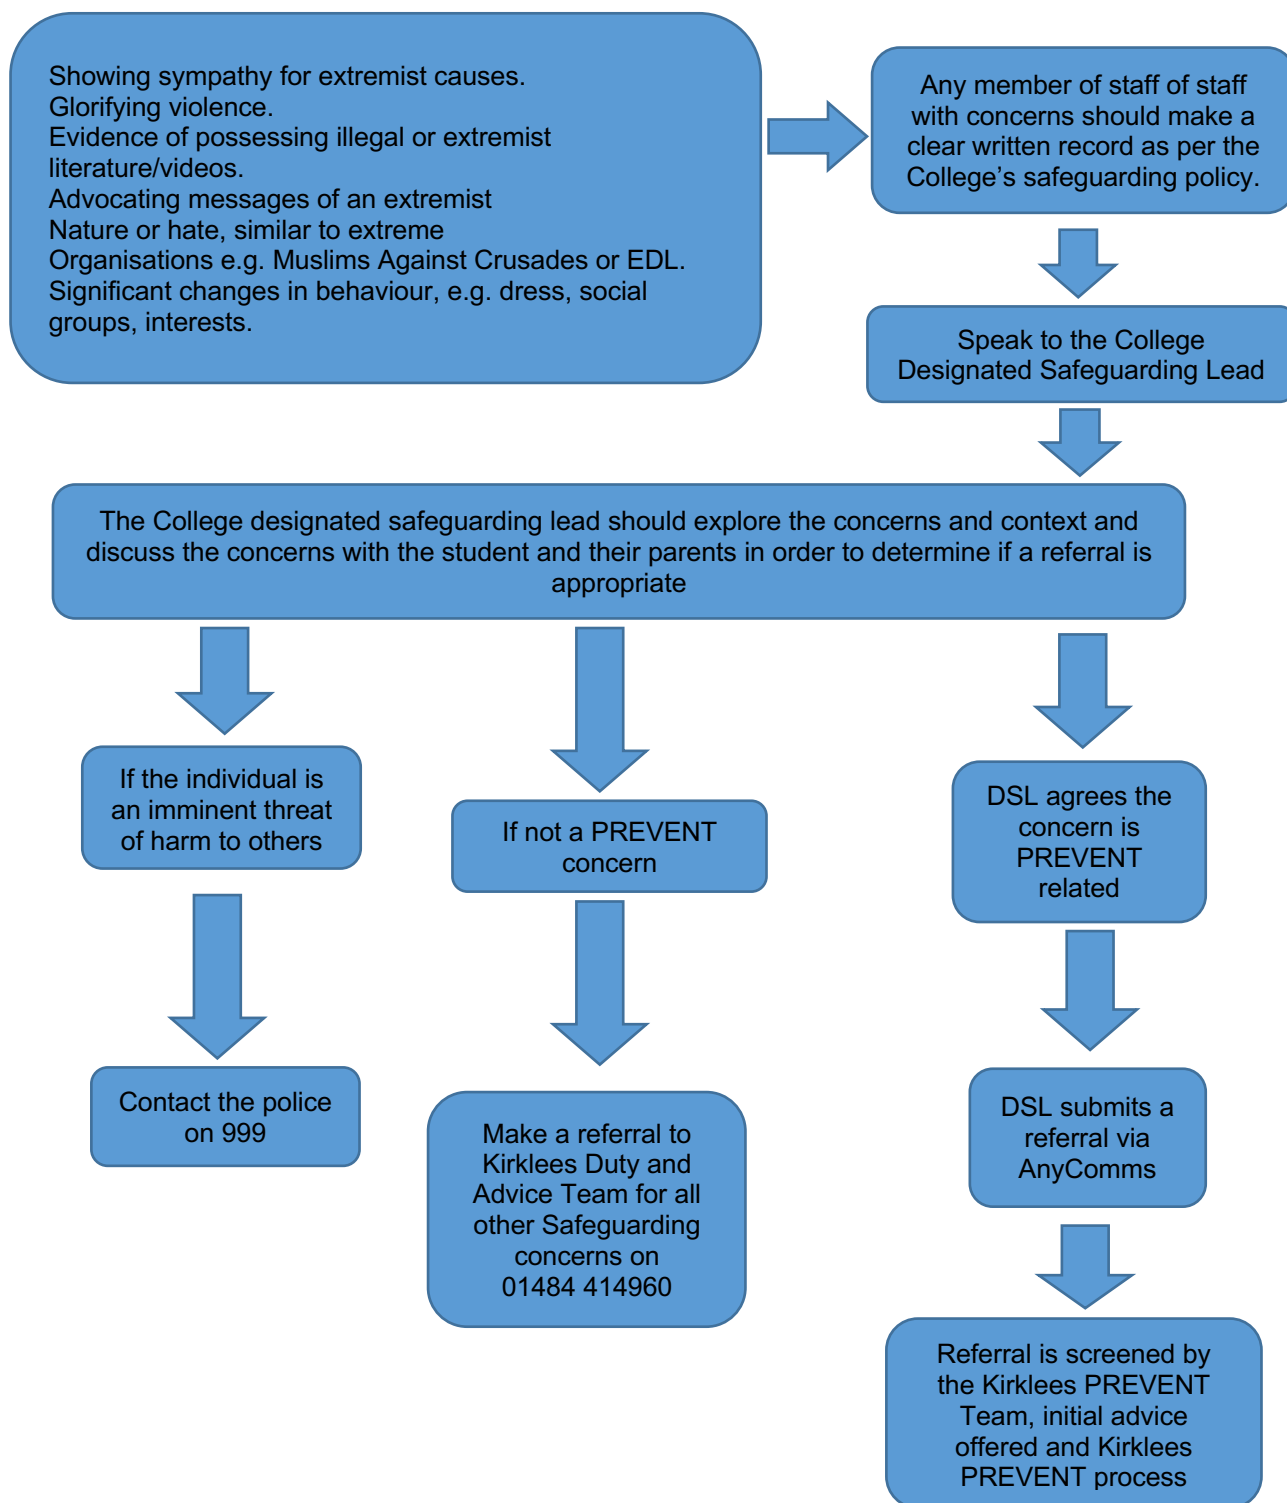 Showing sympathy for extremist causes.
Glorifying violence.
Evidence of possessing illegal or extremist
literature/videos.
Advocating messages of an extremist
Nature or hate, similar to extreme
Organisations e.g. Muslims Against Crusades or EDL.
Significant changes in behaviour, e.g. dress, social
groups, interests.
Any member of staff of staff
with concerns should make a
clear written record as per the
College’s safeguarding policy.
Speak to the College
Designated Safeguarding Lead
The College designated safeguarding lead should explore the concerns and context and
discuss the concerns with the student and their parents in order to determine if a referral is
appropriate
If the individual is
an imminent threat
of harm to others
Contact the police
on 999
If not a PREVENT
concern
Make a referral to
Kirklees Duty and
Advice Team for all
other Safeguarding
concerns on
01484 414960
DSL agrees the
concern is
PREVENT
related
DSL submits a
referral via
AnyComms
Referral is screened by
the Kirklees PREVENT
Team, initial advice
offered and Kirklees
PREVENT process